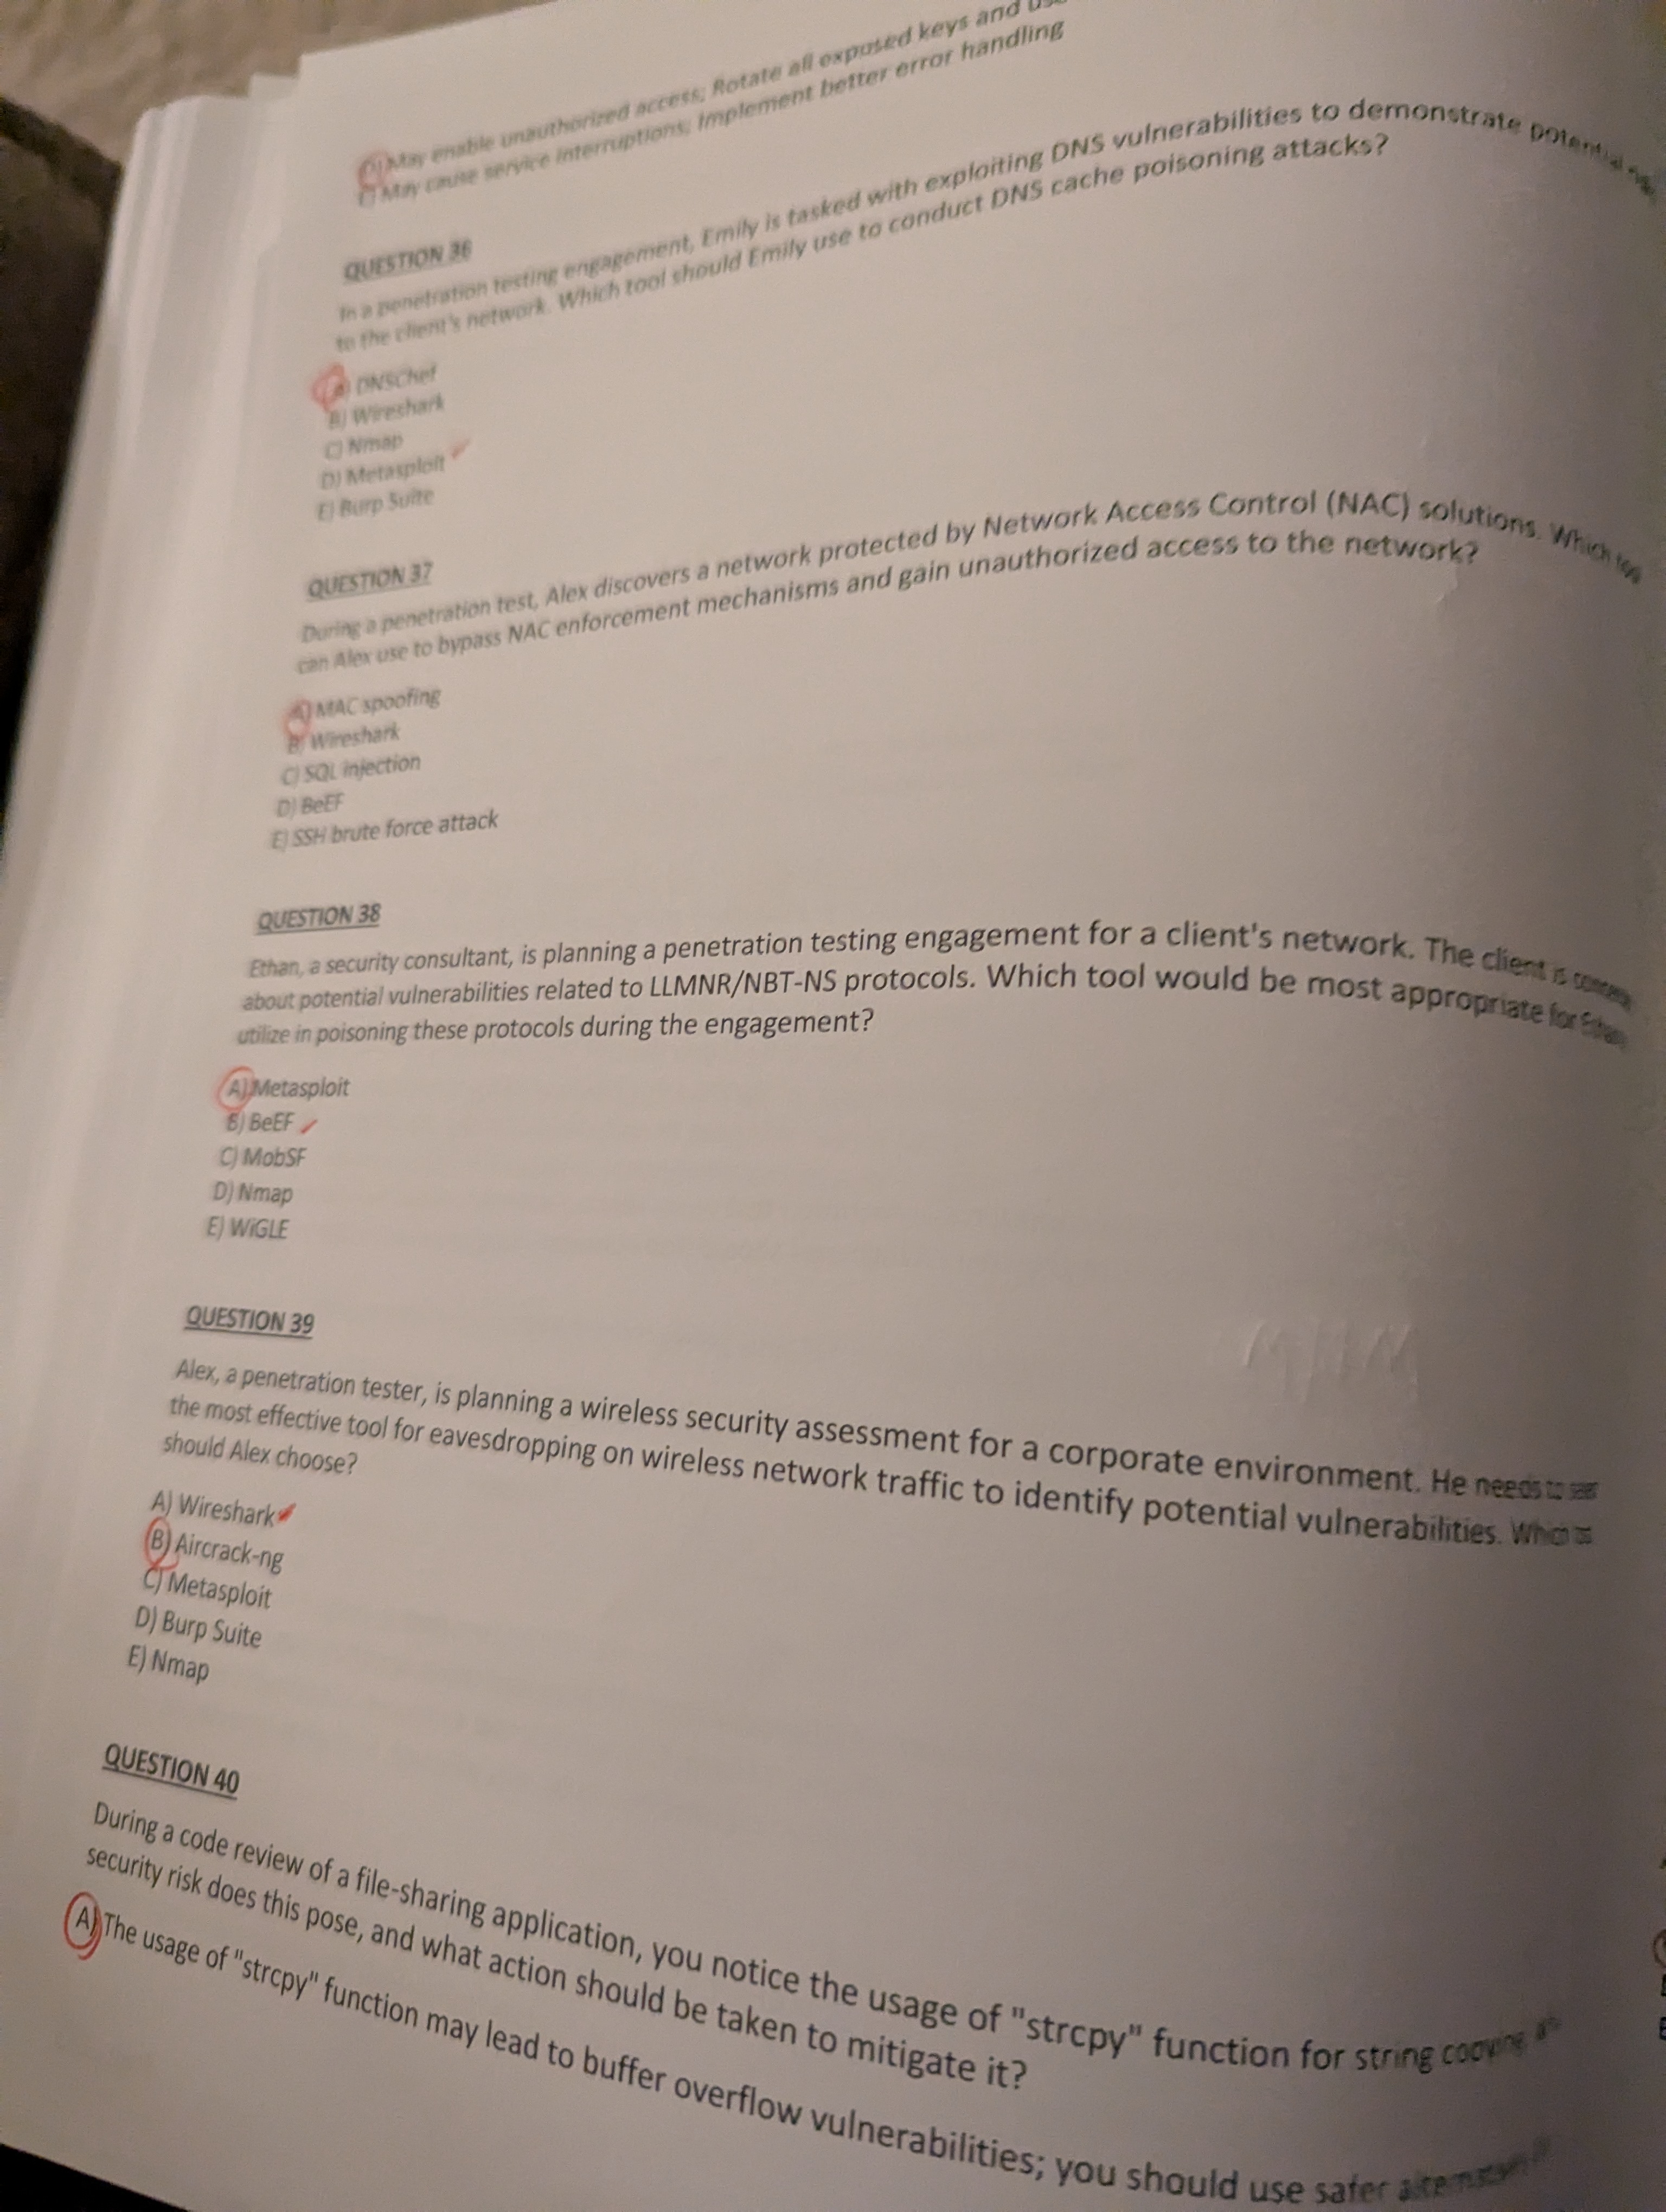 D) May enable unauthorized access; Rotate all exposed keys and
E) May cause service interruptions; Implement better error handling
QUESTION 36
In a penetration testing engagement, Emily is tasked with exploiting DNS vulnerabilities to demonstrate potential
to the client's network. Which tool should Emily use to conduct DNS cache poisoning attacks?
A) DNSChef
B) Wireshark
C) Nmap
D) Metasploit
E) Burp Suite
QUESTION 37
During a penetration test, Alex discovers a network protected by Network Access Control (NAC) solutions. Which
can Alex use to bypass NAC enforcement mechanisms and gain unauthorized access to the network?
A) MAC spoofing
B) Wireshark
C) SQL injection
D) BeEF
E) SSH brute force attack
QUESTION 38
Ethan, a security consultant, is planning a penetration testing engagement for a client's network. The client is
about potential vulnerabilities related to LLMNR/NBT-NS protocols. Which tool would be most appropriate for
utilize in poisoning these protocols during the engagement?
A) Metasploit
B) BeEF
C) MobSF
D) Nmap
E) WiGLE
QUESTION 39
Alex, a penetration tester, is planning a wireless security assessment for a corporate environment. He needs to
the most effective tool for eavesdropping on wireless network traffic to identify potential vulnerabilities. Which
should Alex choose?
A) Wireshark
B) Aircrack-ng
C) Metasploit
D) Burp Suite
E) Nmap
QUESTION 40
During a code review of a file-sharing application, you notice the usage of "strcpy" function for string copying
security risk does this pose, and what action should be taken to mitigate it?
A) The usage of "strcpy" function may lead to buffer overflow vulnerabilities; you should use safer